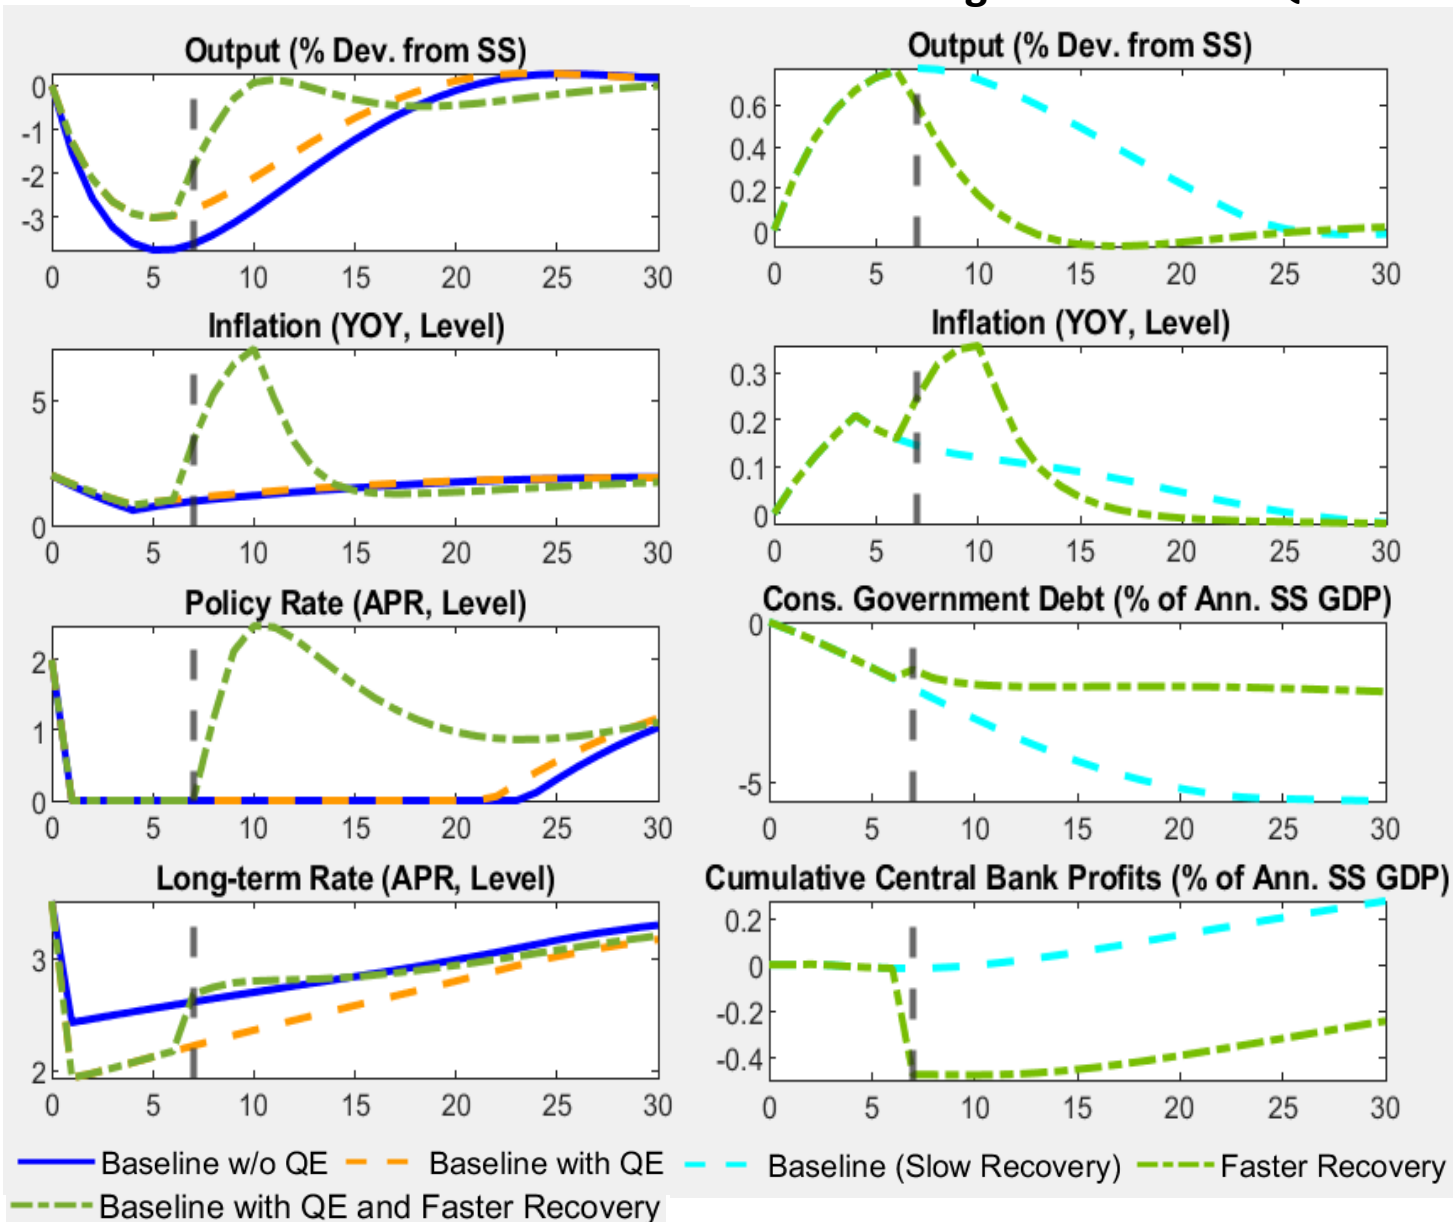 Output (% Dev. from SS)
0
-1
-2
-3
0 5 10 15 20 25 30
Inflation (YOY, Level)
5
0
0 5 10 15 20 25 30
Policy Rate (APR, Level)
2
1
0
0 5 10 15 20 25 30
Long-term Rate (APR, Level)
3
2
0 5 10 15 20 25 30
Baseline w/o QE Baseline with QE
Baseline with QE and Faster Recovery
Output (% Dev. from SS)
0.6
0.4
0.2
0
0 5 10 15 20 25 30
Inflation (YOY, Level)
0.3
0.2
0.1
0
0 5 10 15 20 25 30
Cons. Government Debt (% of Ann. SS GDP)
0
-5
0 5 10 15 20 25 30
Cumulative Central Bank Profits (% of Ann. SS GDP)
0.2
0
-0.2
-0.4
0 5 10 15 20 25 30
Baseline (Slow Recovery) Faster Recovery